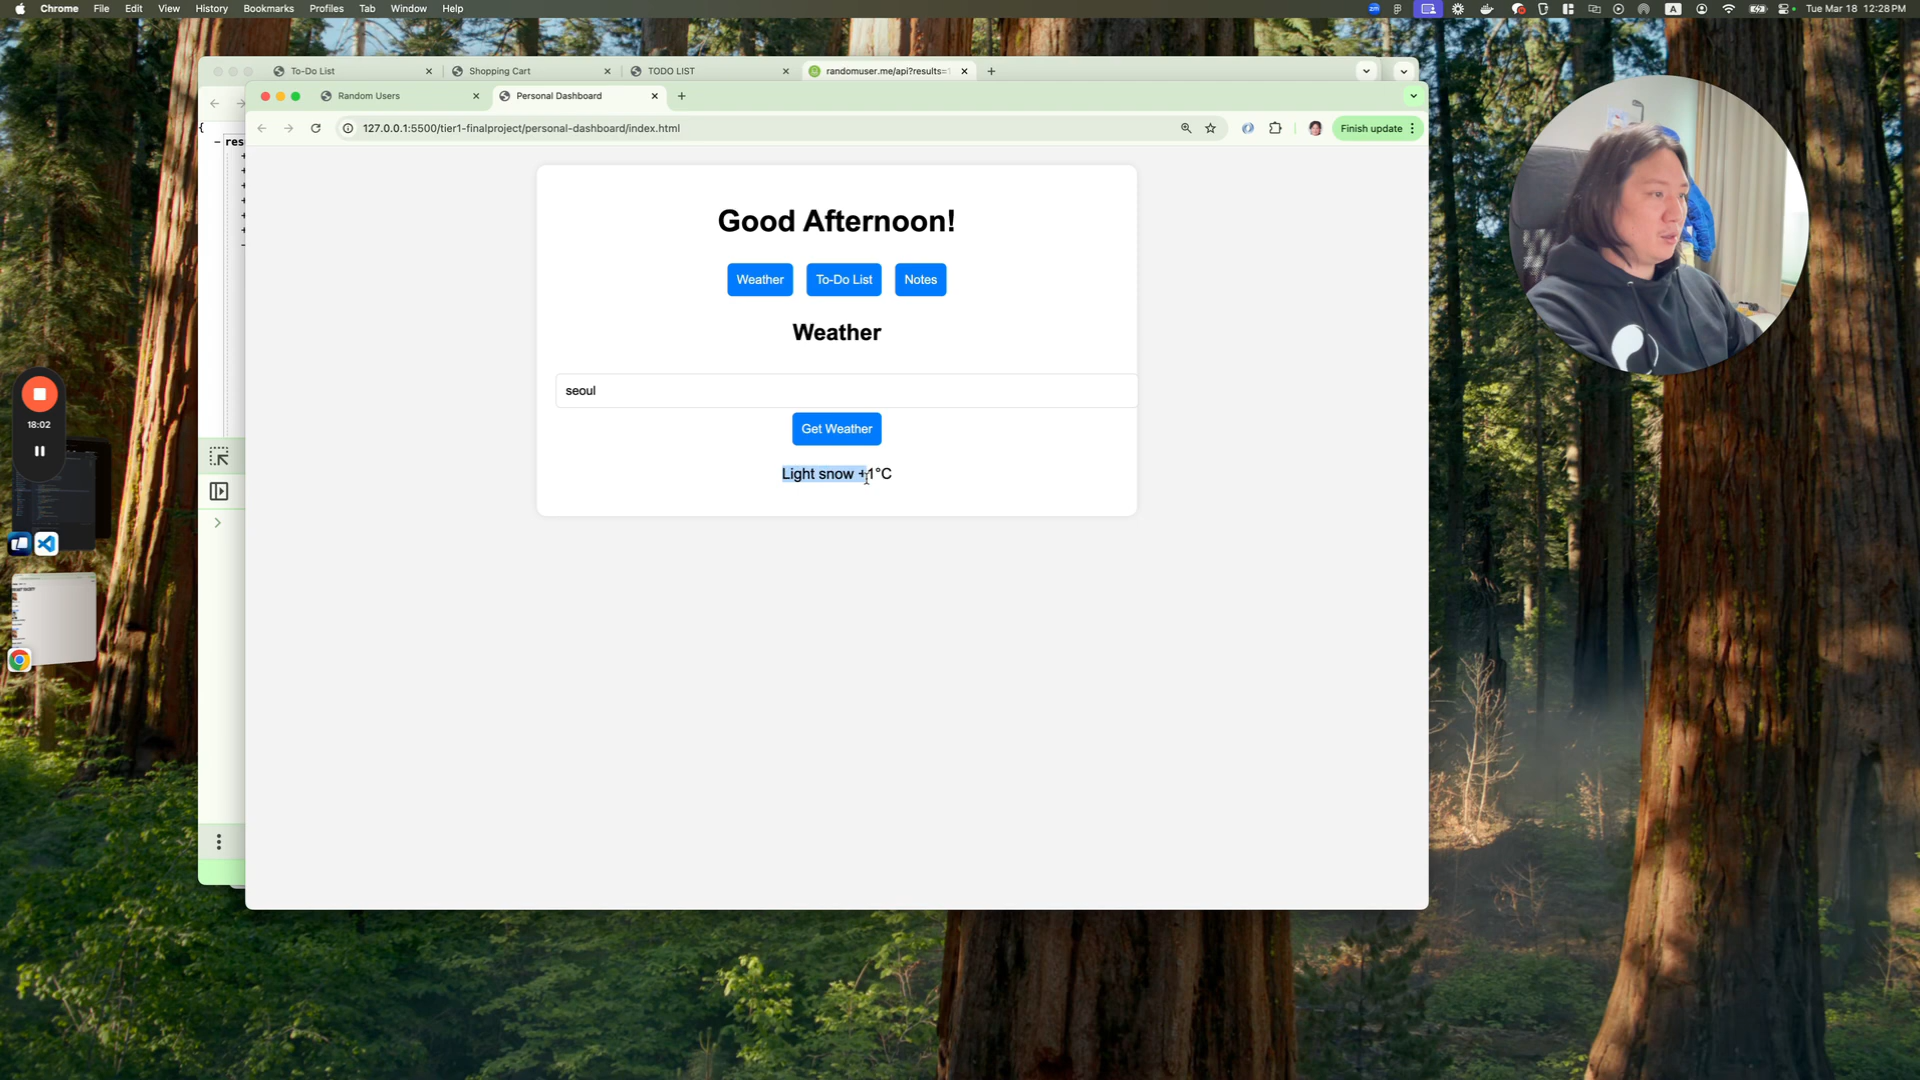 Chrome File Edit View History Bookmarks Profiles Tab Window Help
A
Tue Mar 18 12:28 PM
To-Do List
Shopping Cart
TODO LIST
randomuser.me/api?results=
Random Users
Personal Dashboard
127.0.0.1:5500/tier1-finalproject/personal-dashboard/index.html
Finish update
{
res
Good Afternoon!
Weather
To-Do List
Notes
Weather
seoul
Get Weather
Light snow +1°C
18:02